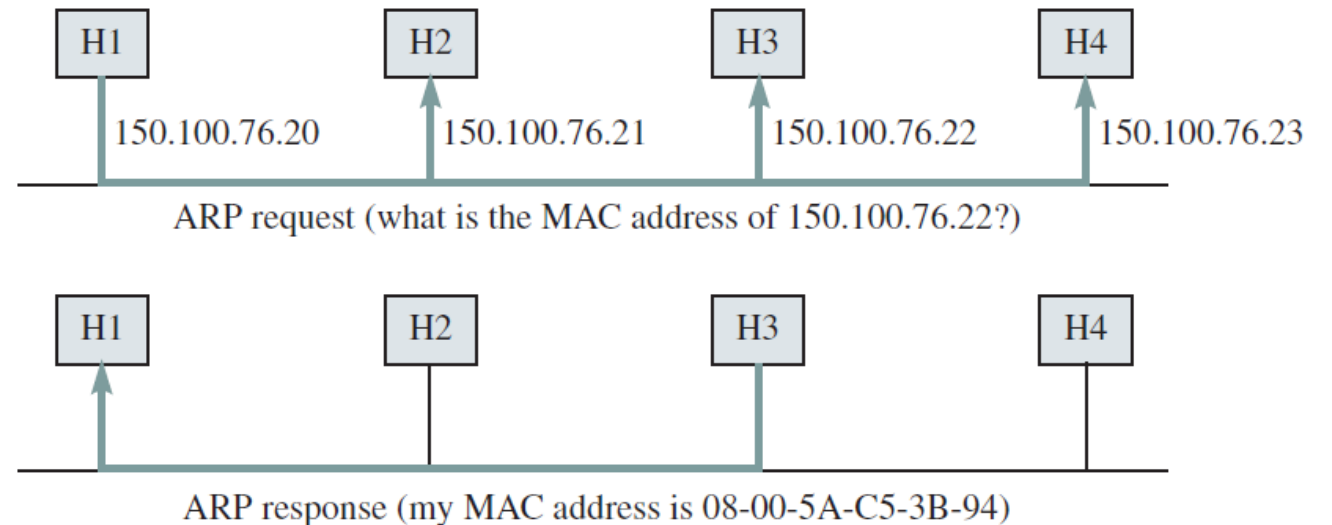 H1 H2 H3 H4
150.100.76.20 150.100.76.21 150.100.76.22 150.100.76.23
ARP request (what is the MAC address of 150.100.76.22?)
H1 H2 H3 H4
ARP response (my MAC address is 08-00-5A-C5-3B-94)